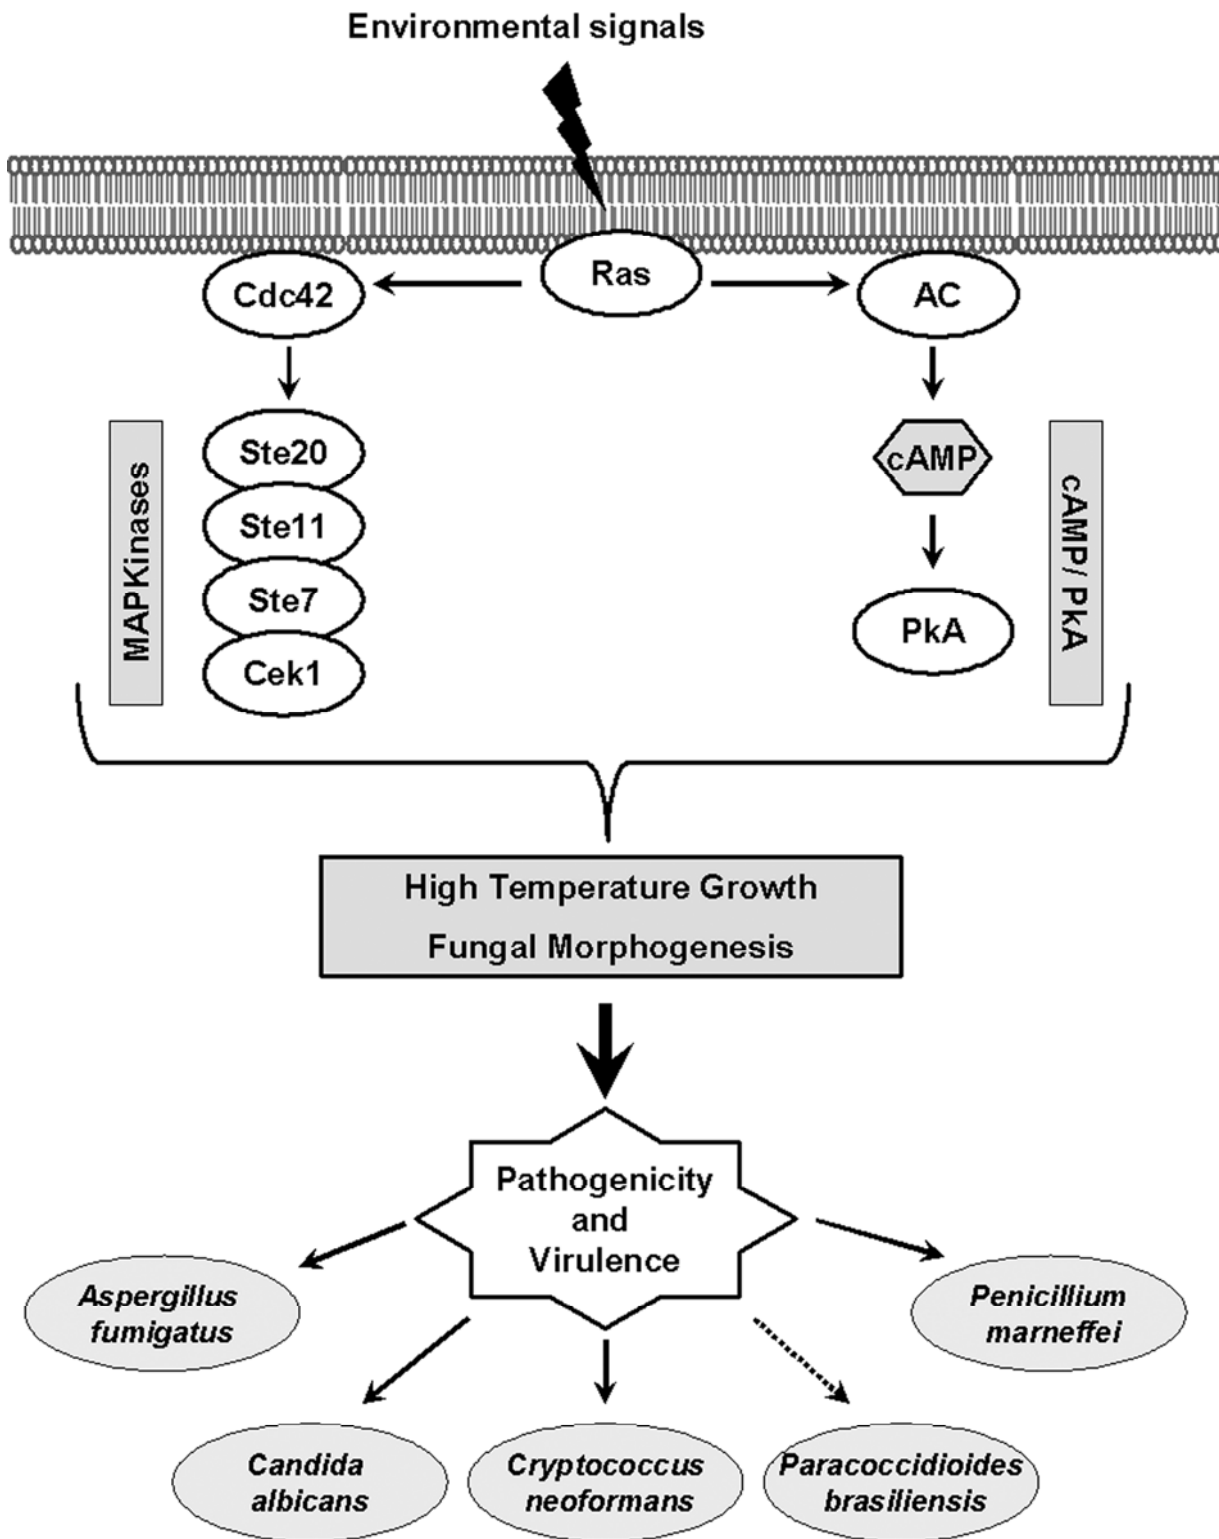 Environmental signals
Ras
Cdc42
AC
Ste20
cAMP
Ste11
MAPKinases
cAMP/ PkA
Ste7
PkA
Cek1
High Temperature Growth
Fungal Morphogenesis
Pathogenicity
and
Virulence
Aspergillus
fumigatus
Penicillium
marneffei
Candida
albicans
Cryptococcus
neoformans
Paracoccidioides
brasiliensis